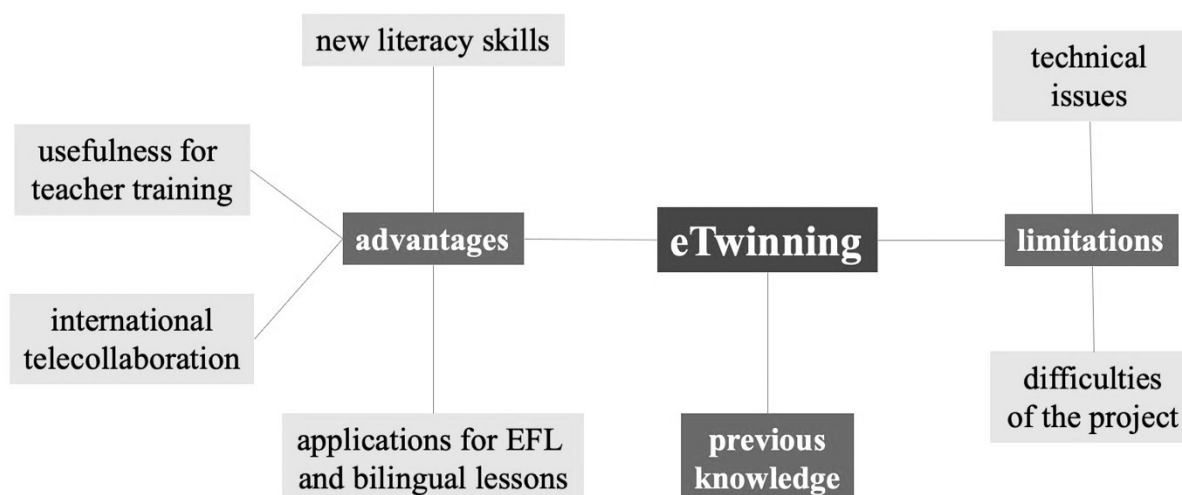 new literacy skills
technical
issues
usefulness for
teacher training
advantages
eTwinning
limitations
international
telecollaboration
difficulties
of the project
applications for EFL
and bilingual lessons
previous
knowledge